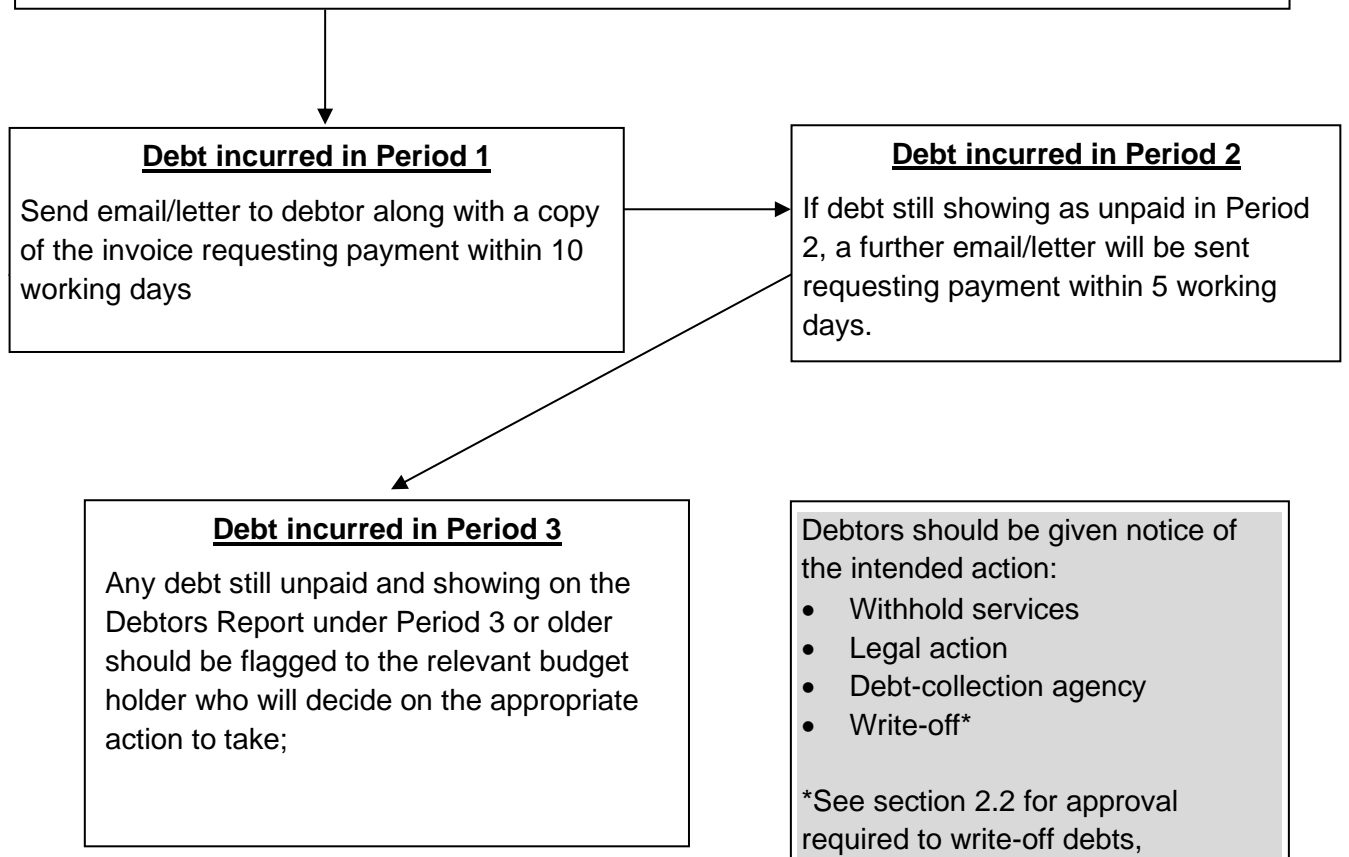 Debt incurred in Period 1
Send email/letter to debtor along with a copy
of the invoice requesting payment within 10
working days
Debt incurred in Period 2
If debt still showing as unpaid in Period
2, a further email/letter will be sent
requesting payment within 5 working
days.
Debt incurred in Period 3
Any debt still unpaid and showing on the
Debtors Report under Period 3 or older
should be flagged to the relevant budget
holder who will decide on the appropriate
action to take;
Debtors should be given notice of
the intended action:
• Withhold services
• Legal action
• Debt-collection agency
• Write-off*
*See section 2.2 for approval
required to write-off debts,